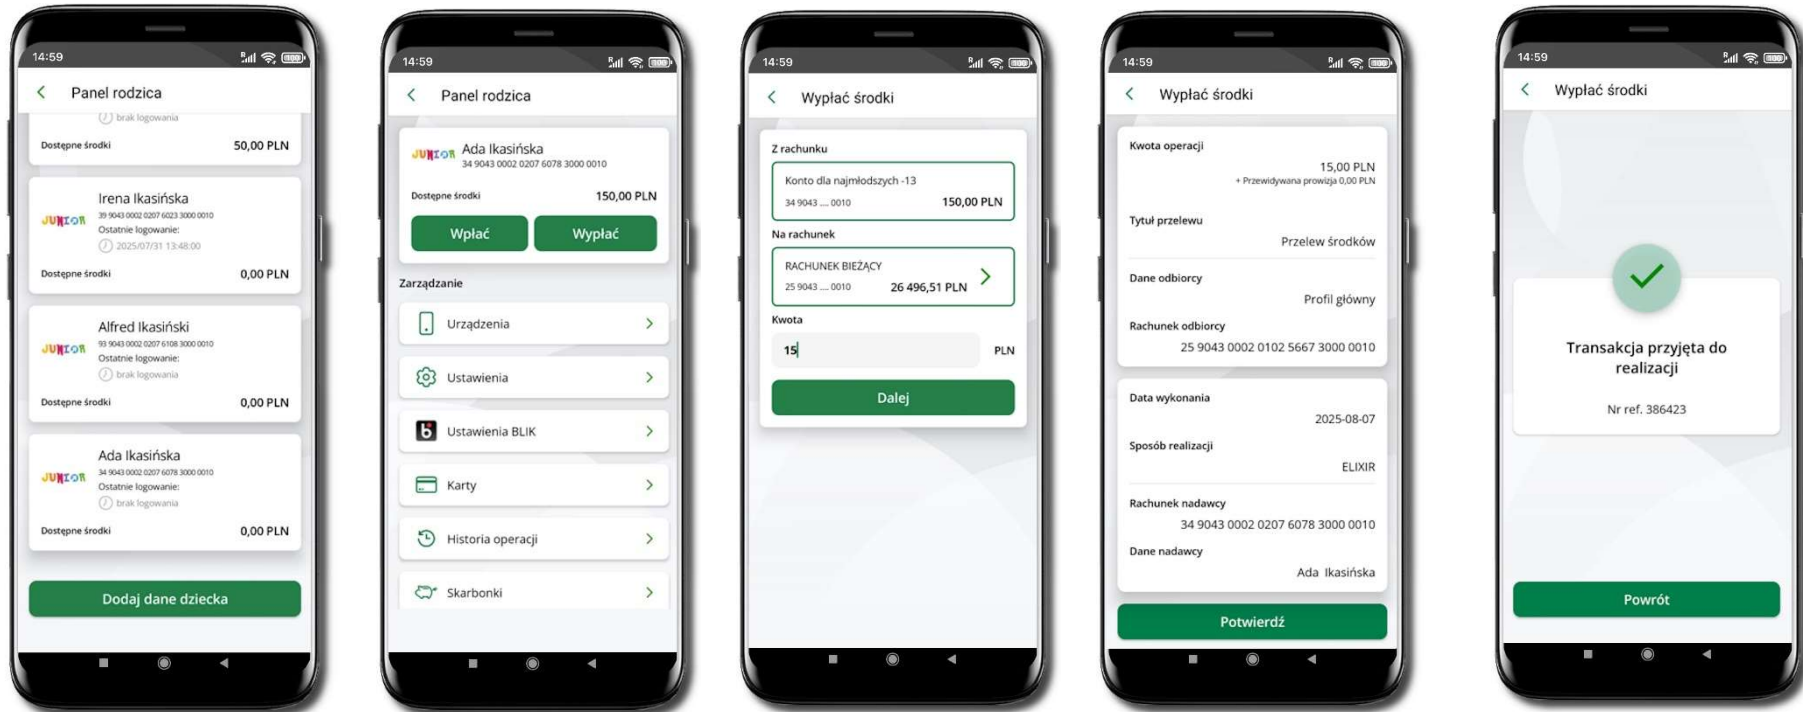 14:59
Panel rodzica
brak logowania
Dostępne środki 50,00 PLN
JUNIOR
Irena Ikasińska
39 9043 0002 0207 6023 3000 0010
Ostatnie logowanie:
2025/07/31 13:48:00
Dostępne środki 0,00 PLN
JUNIOR
Alfred Ikasiński
93 9043 0002 0207 6108 3000 0010
Ostatnie logowanie:
brak logowania
Dostępne środki 0,00 PLN
JUNIOR
Ada Ikasińska
34 9043 0002 0207 6078 3000 0010
Ostatnie logowanie:
brak logowania
Dostępne środki 0,00 PLN
Dodaj dane dziecka
14:59
Panel rodzica
JUNIOR
Ada Ikasińska
34 9043 0002 0207 6078 3000 0010
Dostępne środki 150,00 PLN
Wpłać Wypłać
Zarządzanie
Urządzenia
Ustawienia
Ustawienia BLIK
Karty
Historia operacji
Skarbonki
14:59
Wypłać środki
Z rachunku
Konto dla najmłodszych -13
34 9043 .... 0010 150,00 PLN
Na rachunek
RACHUNEK BIEŻĄCY
25 9043 .... 0010 26 496,51 PLN
Kwota
15 PLN
Dalej
14:59
Wypłać środki
Kwota operacji
15,00 PLN
+ Przewidywana prowizja 0,00 PLN
Tytuł przelewu
Przelew środków
Dane odbiorcy
Profil główny
Rachunek odbiorcy
25 9043 0002 0102 5667 3000 0010
Data wykonania
2025-08-07
Sposób realizacji
ELIXIR
Rachunek nadawcy
34 9043 0002 0207 6078 3000 0010
Dane nadawcy
Ada Ikasińska
Potwierdź
14:59
Wypłać środki
Transakcja przyjęta do
realizacji
Nr ref. 386423
Powrót